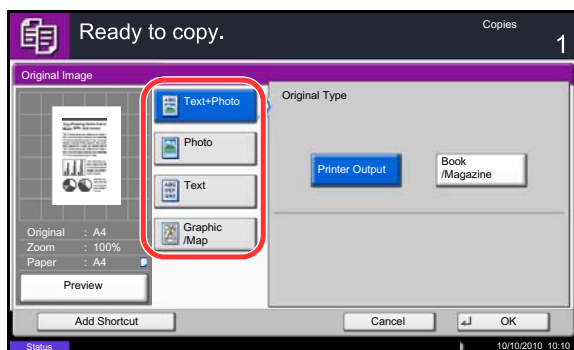 Ready to copy.
Copies
1
Original Image
Text+Photo
Photo
Text
Graphic
/Map
Original Type
Printer Output
Book
/Magazine
Original : A4
Zoom : 100%
Paper : A4
Preview
Add Shortcut
Cancel
OK
Status
10/10/2010 10:10